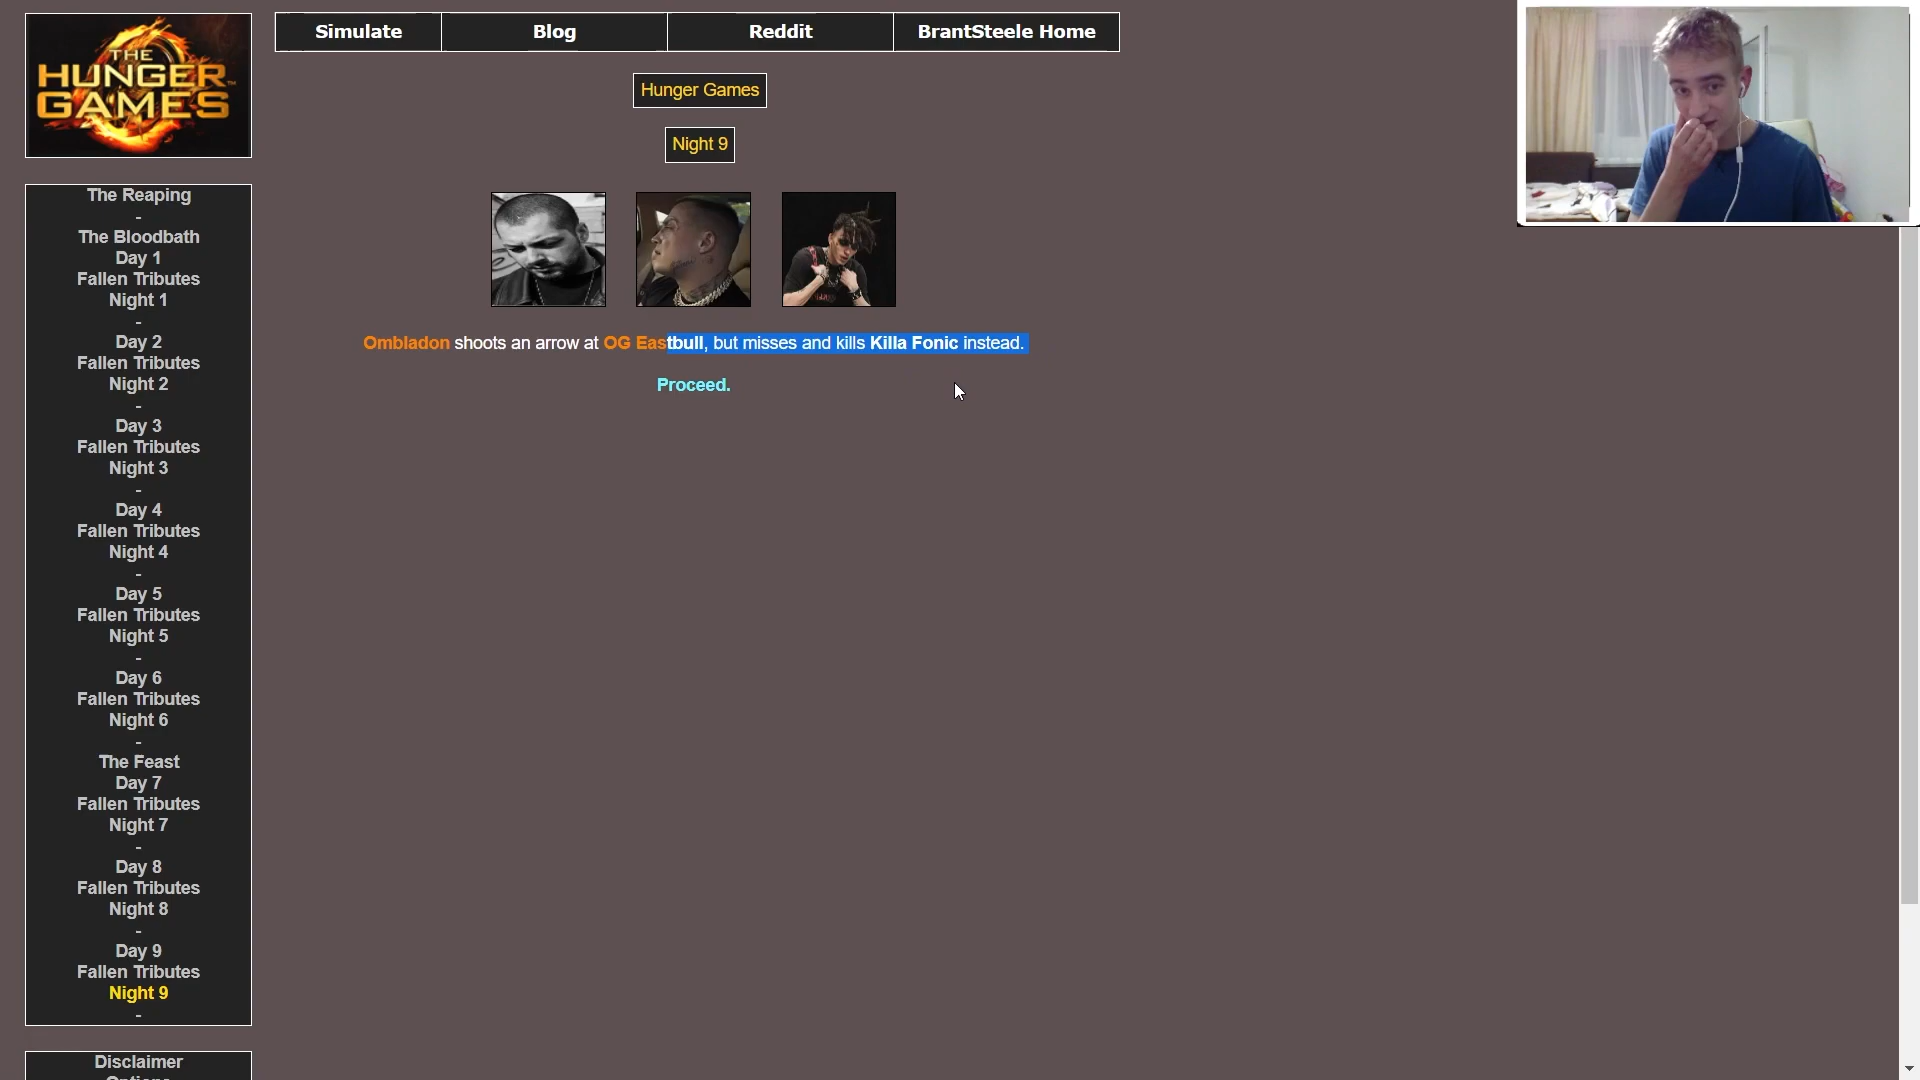 THE
HUNGER
GAMES
Simulate
Blog
Reddit
BrantSteele Home
Hunger Games
Night 9
Ombladon shoots an arrow at OG Eastbull, but misses and kills Killa Fonic instead.
Proceed.
The Reaping
-
The Bloodbath
Day 1
Fallen Tributes
Night 1
-
Day 2
Fallen Tributes
Night 2
-
Day 3
Fallen Tributes
Night 3
-
Day 4
Fallen Tributes
Night 4
-
Day 5
Fallen Tributes
Night 5
-
Day 6
Fallen Tributes
Night 6
-
The Feast
Day 7
Fallen Tributes
Night 7
-
Day 8
Fallen Tributes
Night 8
-
Day 9
Fallen Tributes
Night 9
-
Disclaimer